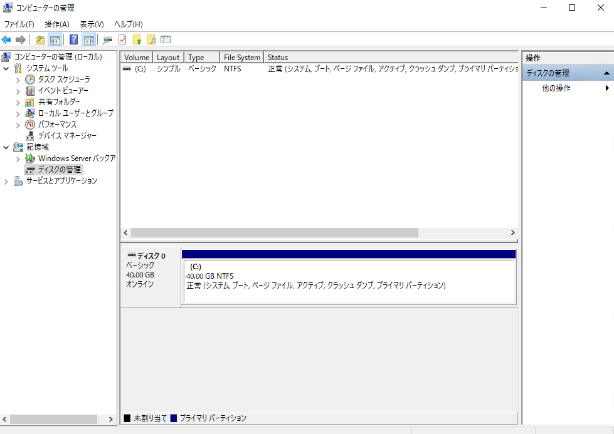 コンピューターの管理
ファイル(F) 操作(A) 表示(V) ヘルプ(H)
コンピューターの管理 (ローカル)
システム ツール
タスク スケジューラ
イベント ビューアー
共有フォルダー
ローカル ユーザーとグループ
パフォーマンス
デバイス マネージャー
記憶域
Windows Server バックア
ディスクの管理
サービスとアプリケーション
Volume Layout Type File System Status
(C:) シンプル ベーシック NTFS 正常 (システム, ブート, ページ ファイル, アクティブ, クラッシュ ダンプ, プライマリ パーティショ
ディスク 0
ベーシック
40.00 GB
オンライン
(C:)
40.00 GB NTFS
正常 (システム, ブート, ページ ファイル, アクティブ, クラッシュ ダンプ, プライマリ パーティション)
未割り当て プライマリ パーティション
操作
ディスクの管理
他の操作